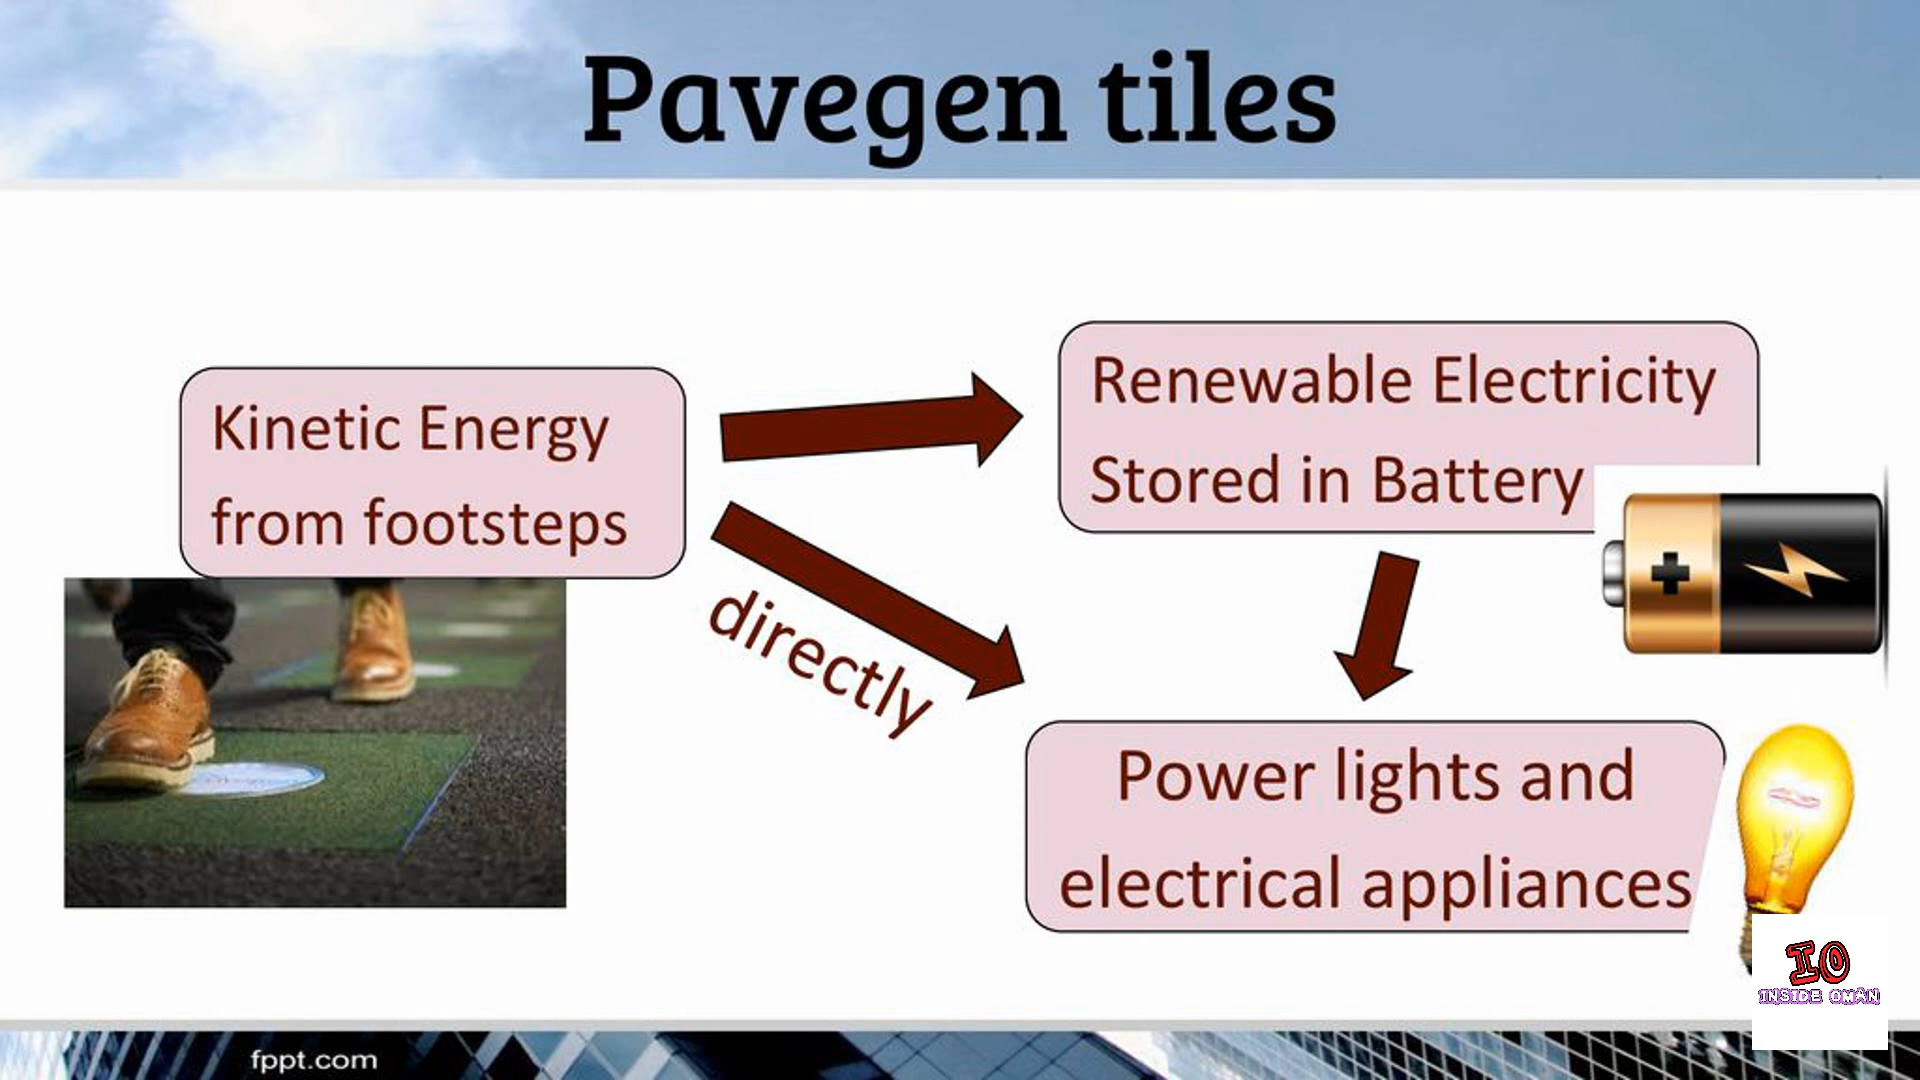 Pavegen tiles
Kinetic Energy
from footsteps
Renewable Electricity
Stored in Battery
directly
Power lights and
electrical appliances
IO
INSIDE OMAN
fppt.com